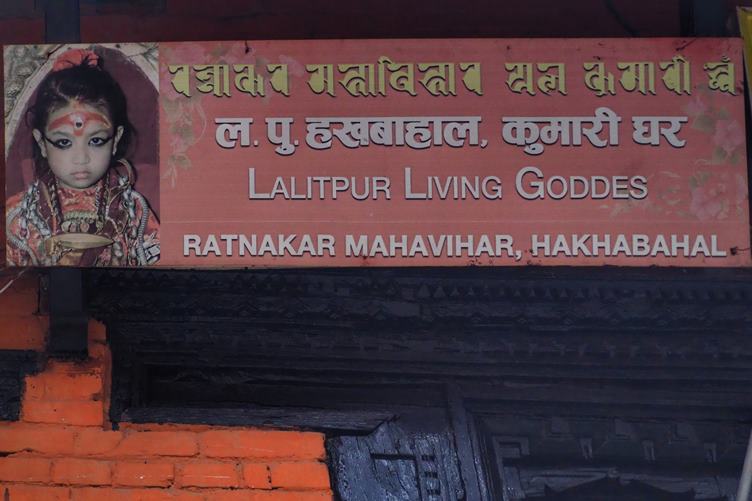 ल. पु. हखबाहाल, कुमारी घर
LALITPUR LIVING GODDES
RATNAKAR MAHAVIHAR, HAKHABAHAL